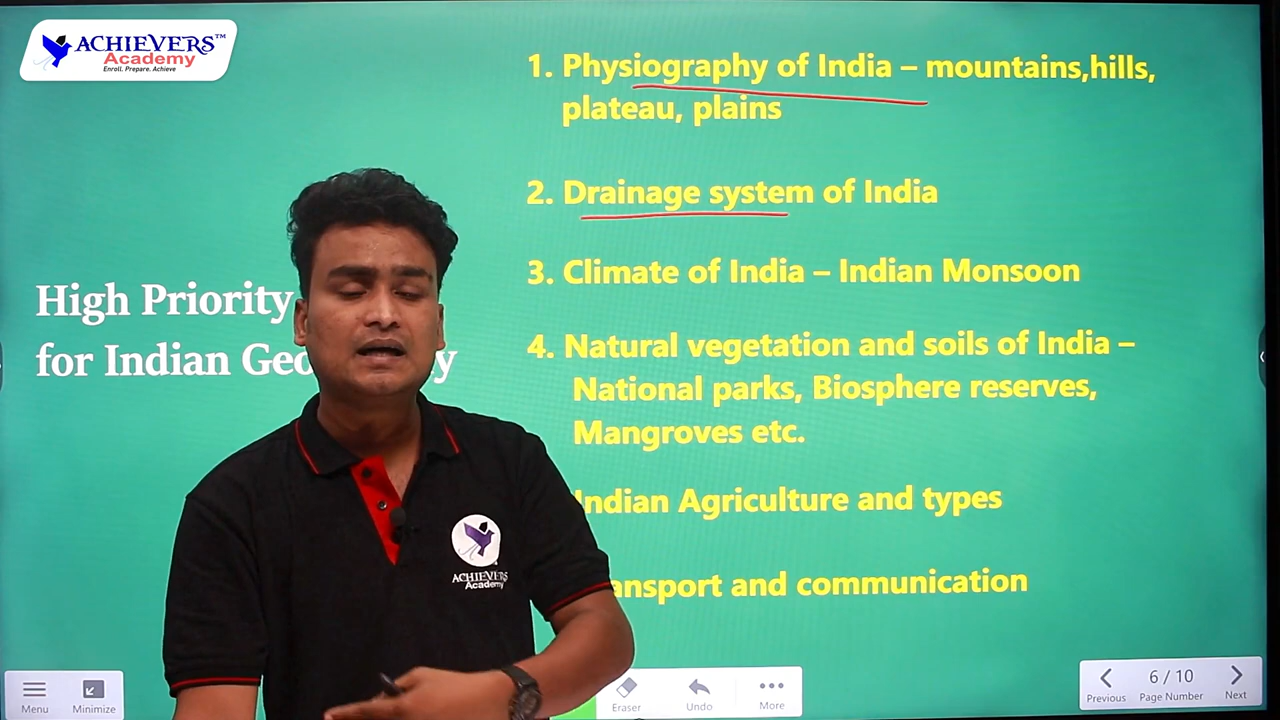 ACHIEVERS™
Academy
Enroll. Prepare. Achieve
1. Physiography of India – mountains,hills,
plateau, plains
2. Drainage system of India
3. Climate of India – Indian Monsoon
4. Natural vegetation and soils of India –
National parks, Biosphere reserves,
Mangroves etc.
Indian Agriculture and types
and communication
High Priority
for Indian
ACHIEVERS
Academy
Menu
Minimize
Eraser
Undo
More
Previous
6 / 10
Page Number
Next